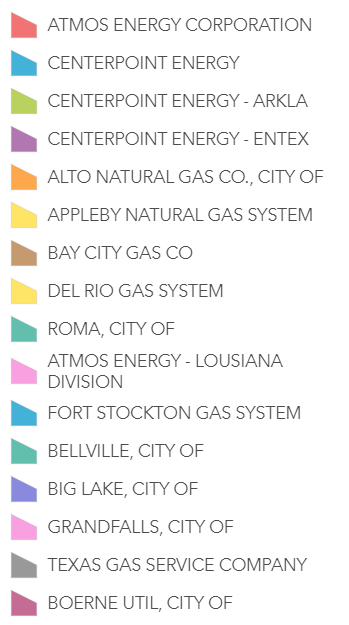 ATMOS ENERGY CORPORATION
CENTERPOINT ENERGY
CENTERPOINT ENERGY - ARKLA
CENTERPOINT ENERGY - ENTEX
ALTO NATURAL GAS CO., CITY OF
APPLEBY NATURAL GAS SYSTEM
BAY CITY GAS CO
DEL RIO GAS SYSTEM
ROMA, CITY OF
ATMOS ENERGY - LOUSIANA
DIVISION
FORT STOCKTON GAS SYSTEM
BELLVILLE, CITY OF
BIG LAKE, CITY OF
GRANDFALLS, CITY OF
TEXAS GAS SERVICE COMPANY
BOERNE UTIL, CITY OF